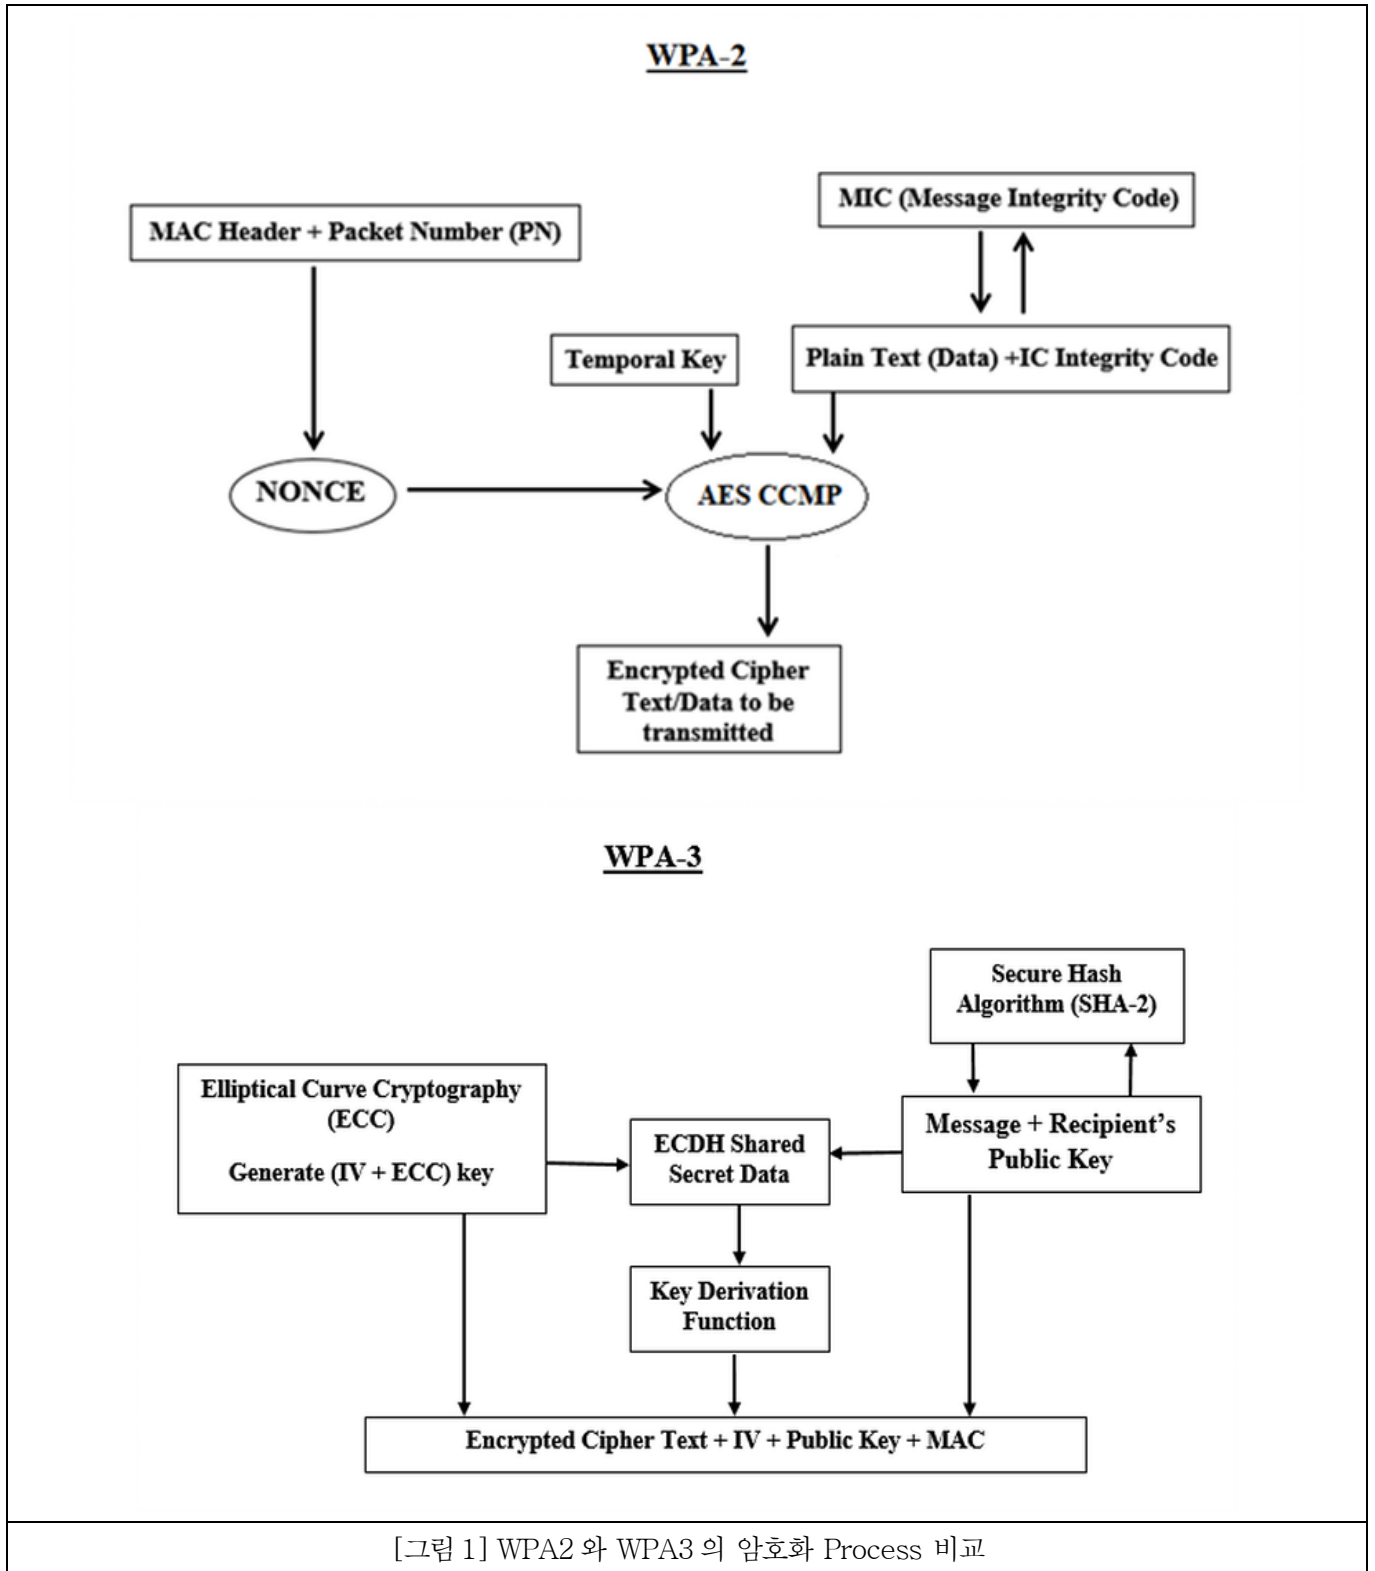 WPA-2
MIC (Message Integrity Code)
MAC Header + Packet Number (PN)
Temporal Key
Plain Text (Data) +IC Integrity Code
NONCE
AES CCMP
Encrypted Cipher
Text/Data to be
transmitted
WPA-3
Secure Hash
Algorithm (SHA-2)
Elliptical Curve Cryptography
(ECC)
Generate (IV + ECC) key
ECDH Shared
Secret Data
Message + Recipient's
Public Key
Key Derivation
Function
Encrypted Cipher Text + IV + Public Key + MAC
[그림 1] WPA2 와 WPA3 의 암호화 Process 비교